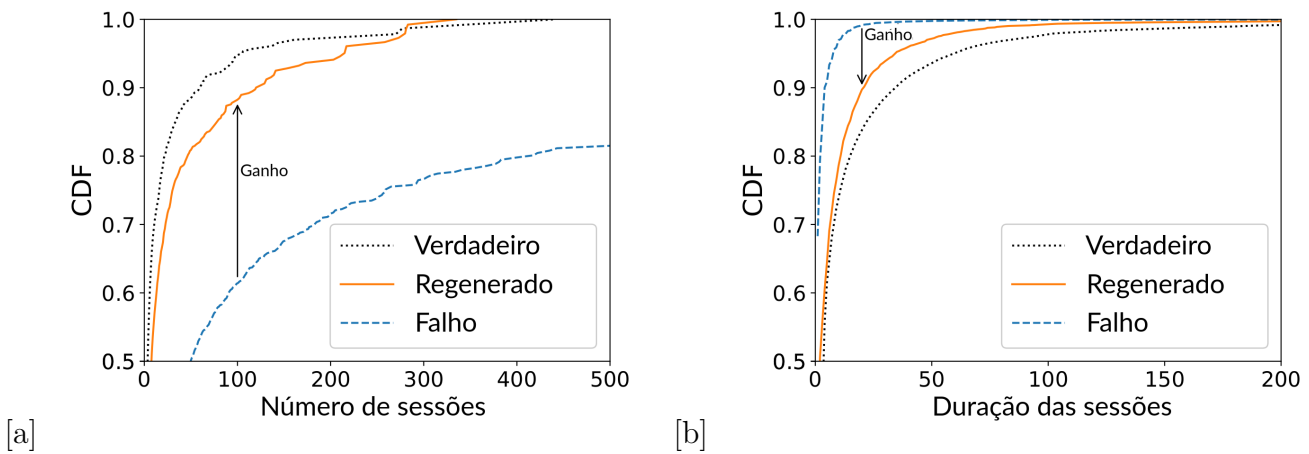 1.0
0.9
0.8
0.7
0.6
0.5
CDF
Ganho
Verdadeiro
Regenerado
Falho
0 100 200 300 400 500
Número de sessões
[a]
1.0
0.9
0.8
0.7
0.6
0.5
CDF
Ganho
Verdadeiro
Regenerado
Falho
0 50 100 150 200
Duração das sessões
[b]